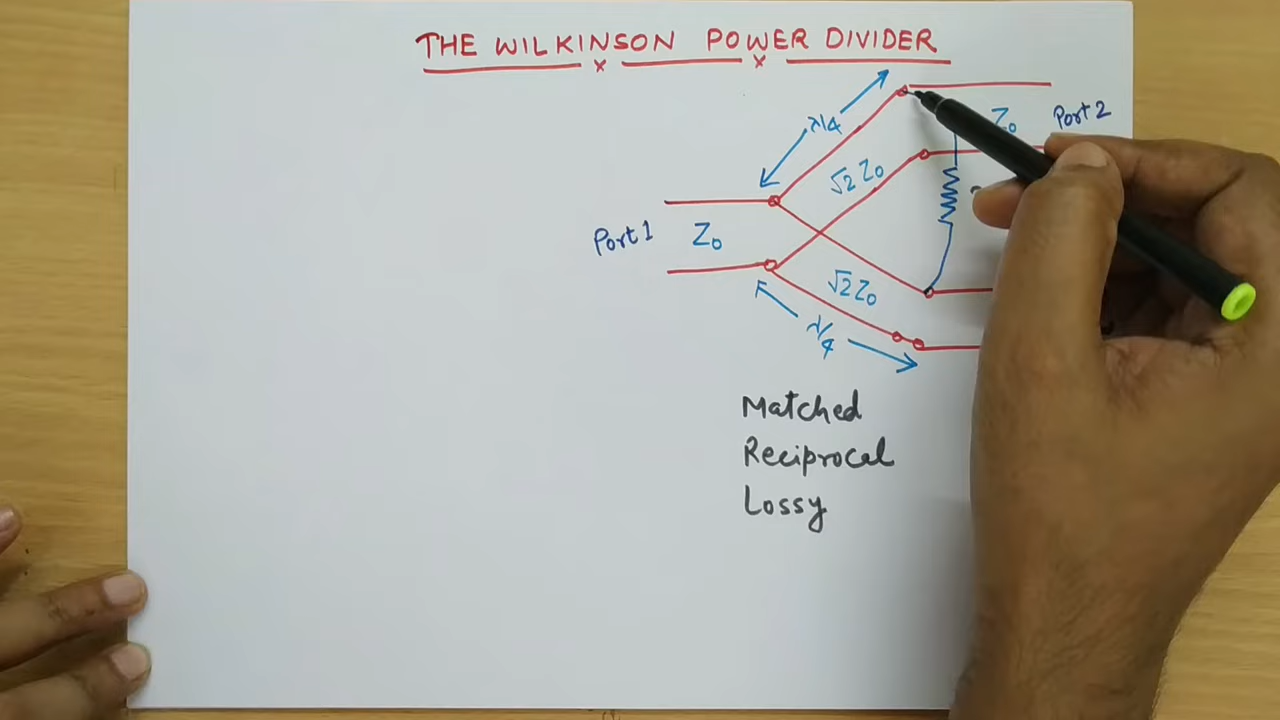 THE WILKINSON POWER DIVIDER
λ/4
Z₀
Port 2
√2 Z₀
Port 1
Z₀
√2 Z₀
λ/4
Matched
Reciprocal
Lossy